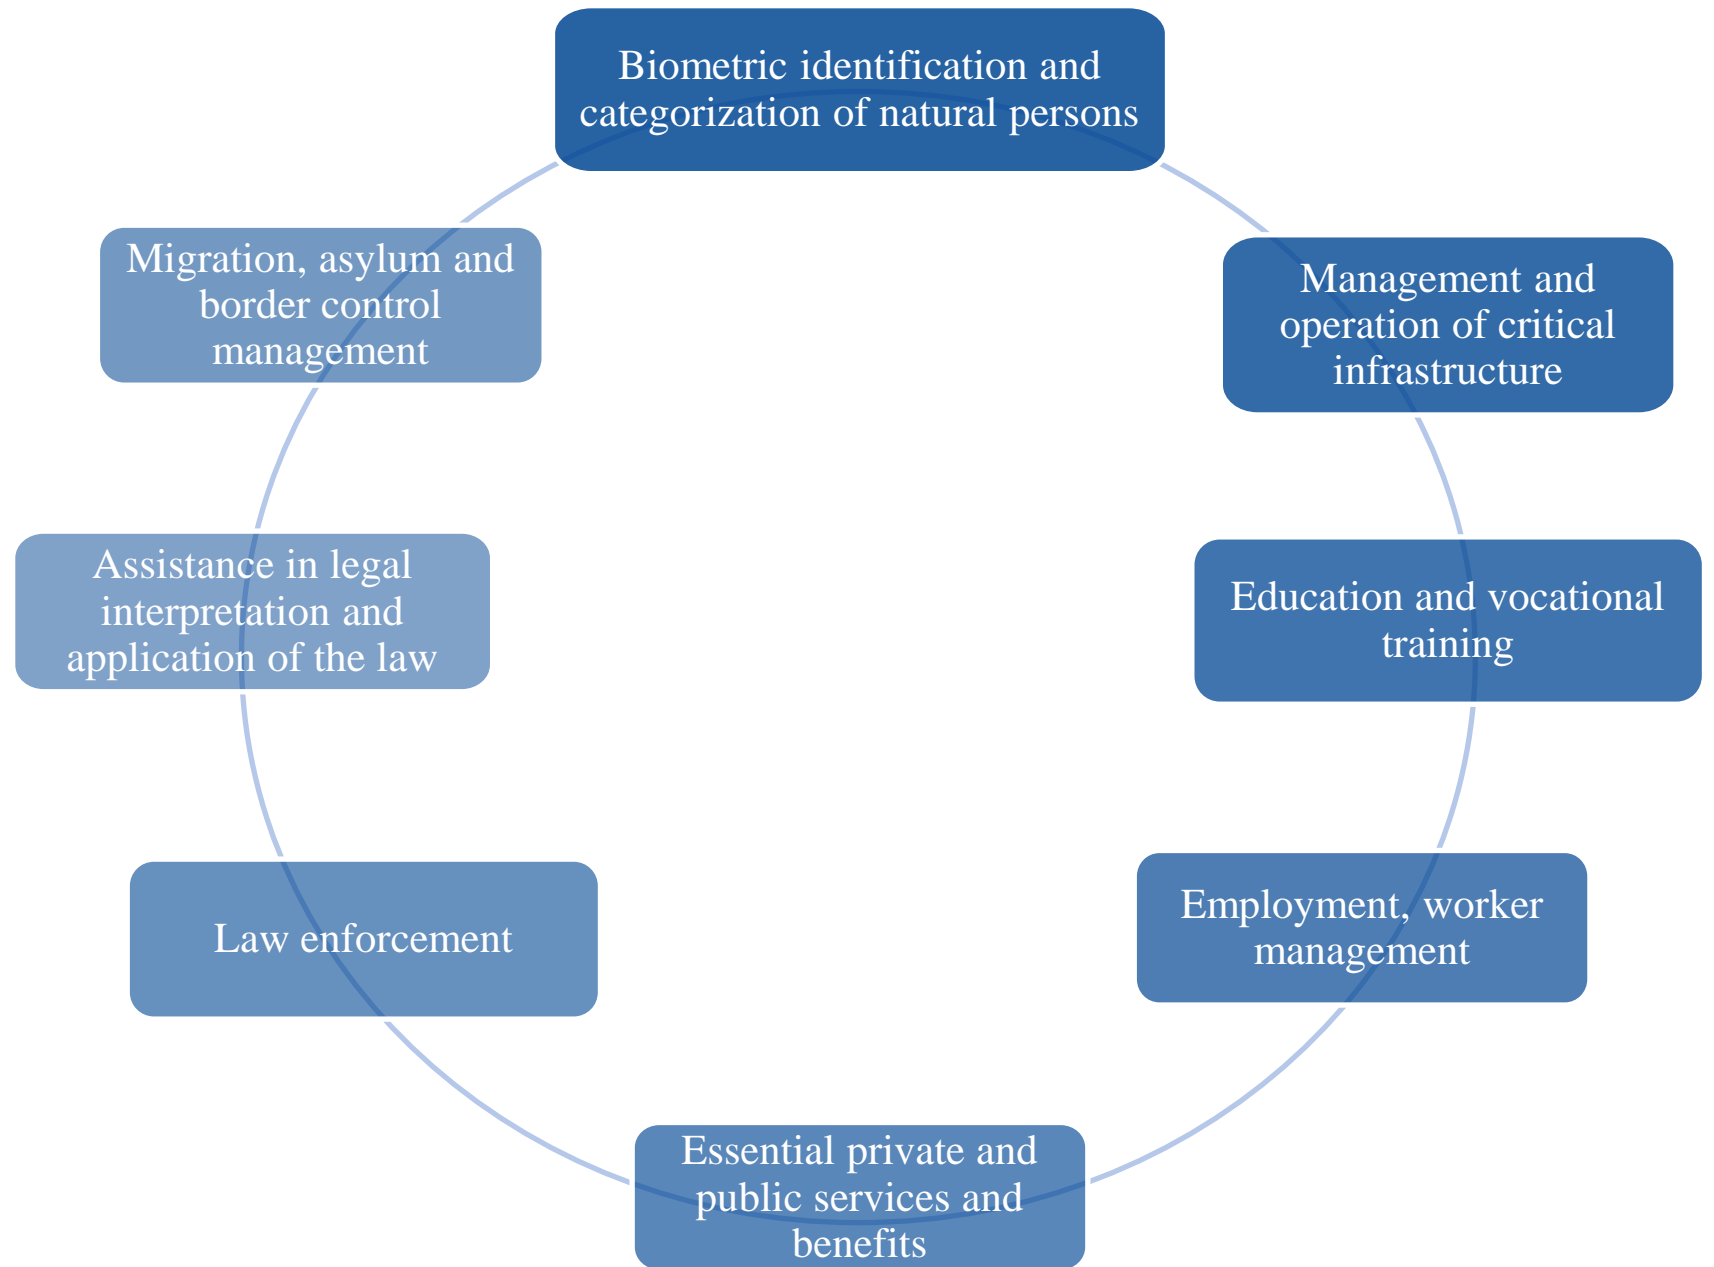 Biometric identification and
categorization of natural persons
Management and
operation of critical
infrastructure
Education and vocational
training
Employment, worker
management
Essential private and
public services and
benefits
Law enforcement
Assistance in legal
interpretation and
application of the law
Migration, asylum and
border control
management